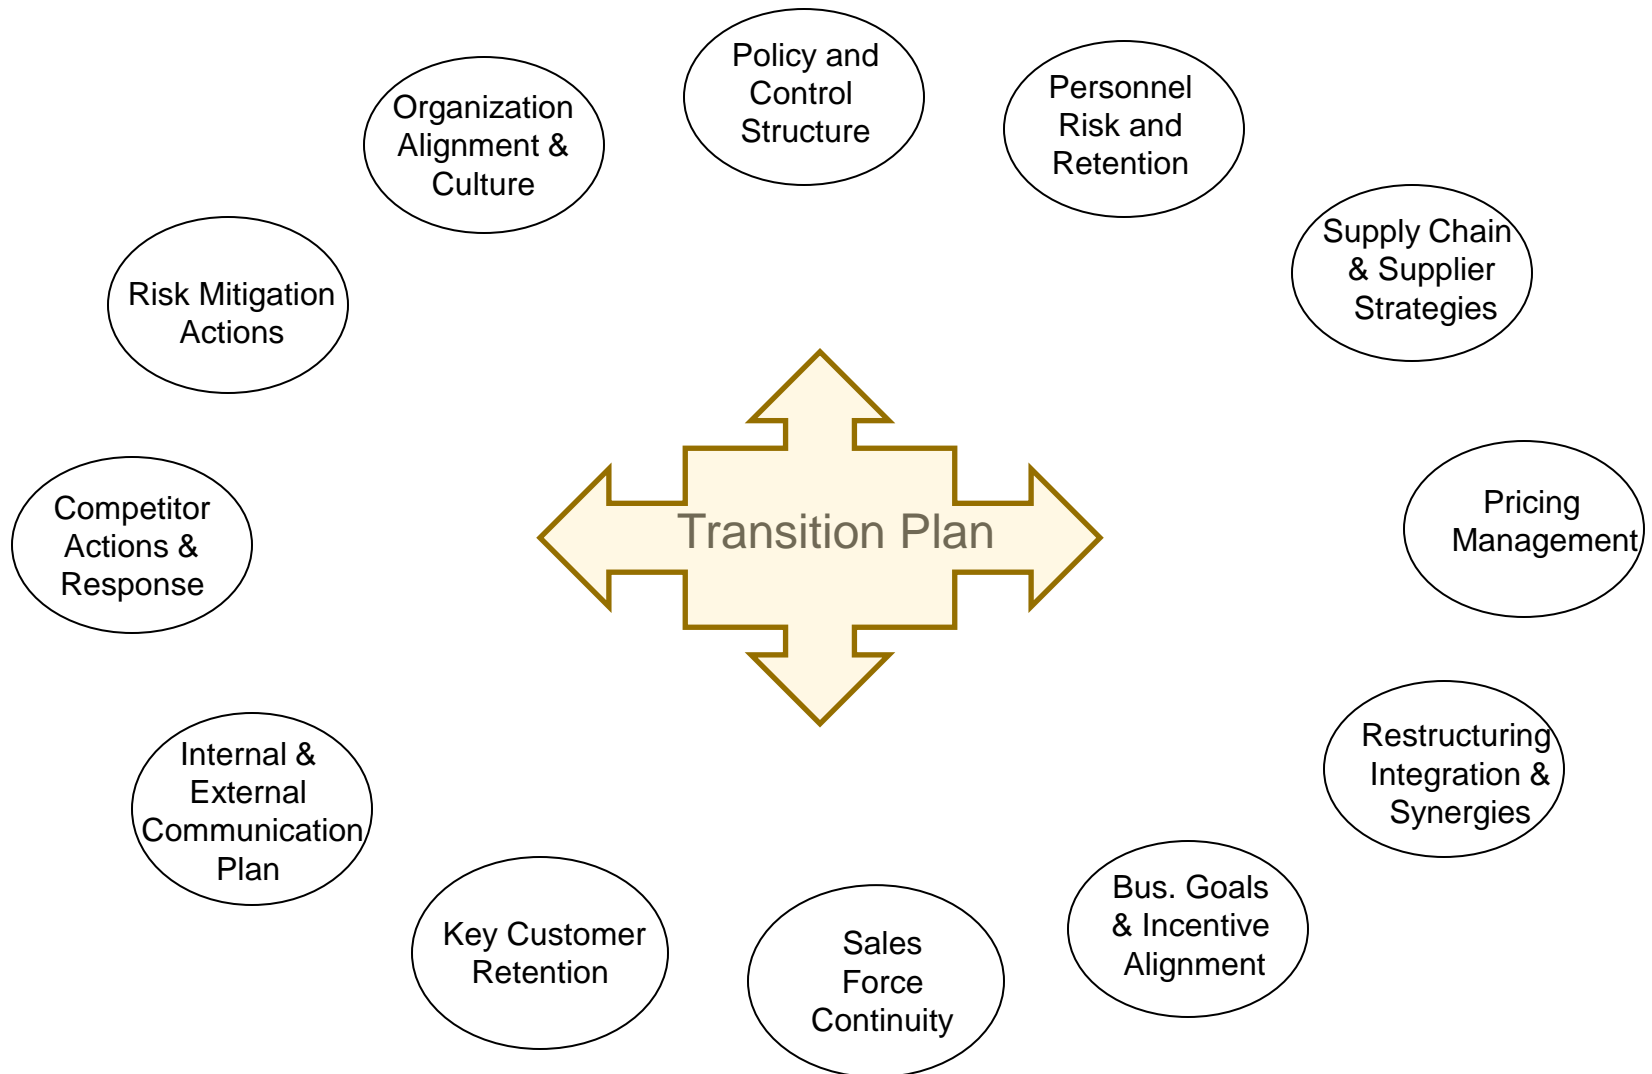 Policy and
Control
Structure
Personnel
Risk and
Retention
Organization
Alignment &
Culture
Supply Chain
& Supplier
Strategies
Risk Mitigation
Actions
Pricing
Management
Competitor
Actions &
Response
Transition Plan
Restructuring
Integration &
Synergies
Internal &
External
Communication
Plan
Bus. Goals
& Incentive
Alignment
Key Customer
Retention
Sales
Force
Continuity